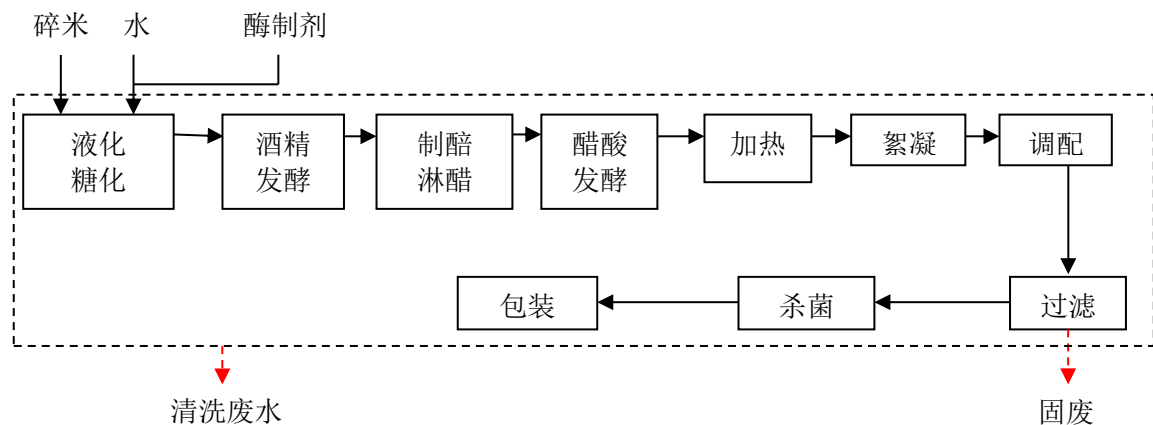 碎米 水 酶制剂
液化
糖化
酒精
发酵
制醅
淋醋
醋酸
发酵
加热
絮凝
调配
包装
杀菌
过滤
清洗废水
固废